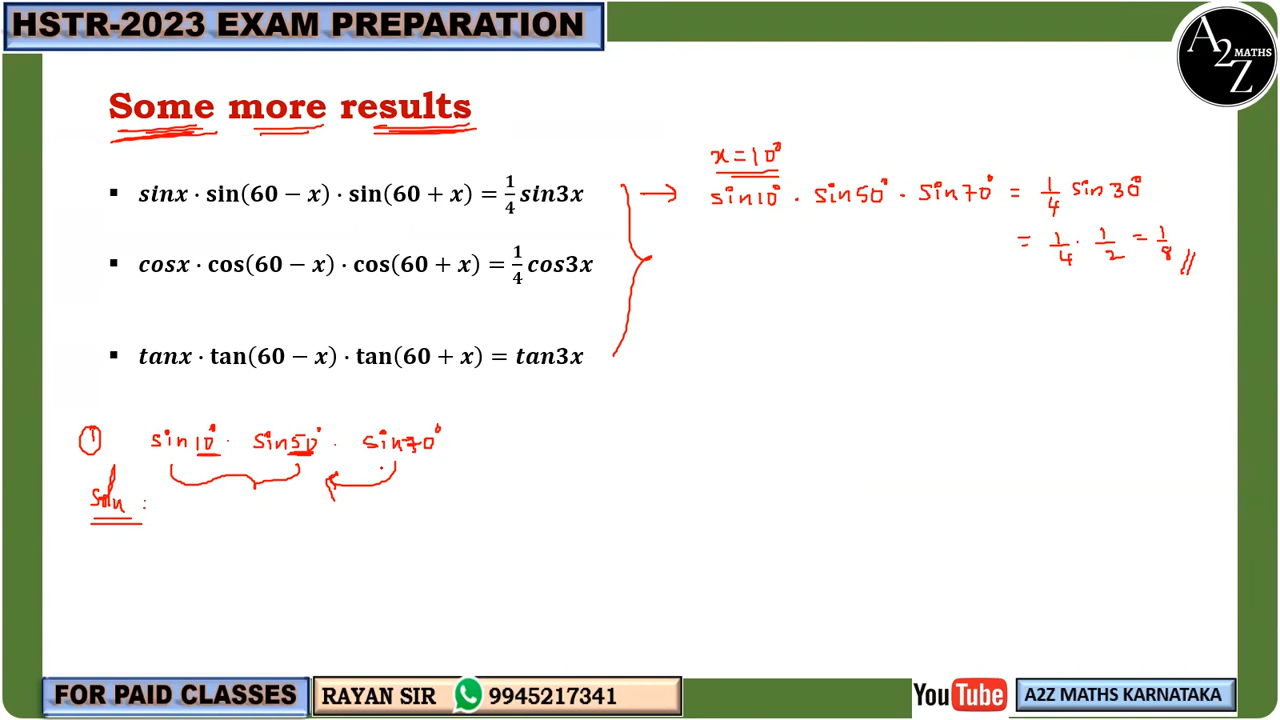 HSTR-2023 EXAM PREPARATION
A2Z MATHS
Some more results
▪ sinx · sin(60 − x) · sin(60 + x) = 1/4 sin3x
▪ cosx · cos(60 − x) · cos(60 + x) = 1/4 cos3x
▪ tanx · tan(60 − x) · tan(60 + x) = tan3x
x = 10°
→ sin10° · sin50° · sin70° = 1/4 sin30°
= 1/4 · 1/2 = 1/8 //
① sin10° · sin50° · sin70°
Soln :
FOR PAID CLASSES
RAYAN SIR 9945217341
YouTube
A2Z MATHS KARNATAKA